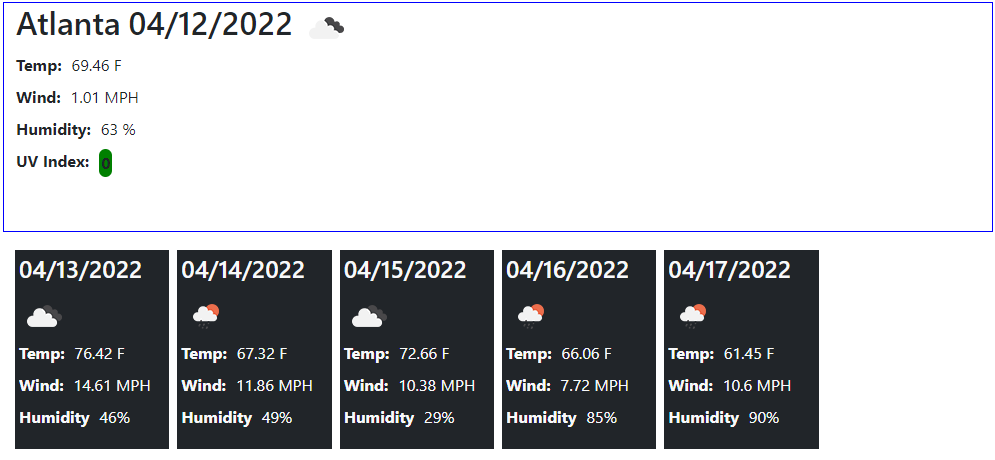 Atlanta 04/12/2022
Temp: 69.46 F
Wind: 1.01 MPH
Humidity: 63 %
UV Index: 0
04/13/2022
Temp: 76.42 F
Wind: 14.61 MPH
Humidity 46%
04/14/2022
Temp: 67.32 F
Wind: 11.86 MPH
Humidity 49%
04/15/2022
Temp: 72.66 F
Wind: 10.38 MPH
Humidity 29%
04/16/2022
Temp: 66.06 F
Wind: 7.72 MPH
Humidity 85%
04/17/2022
Temp: 61.45 F
Wind: 10.6 MPH
Humidity 90%